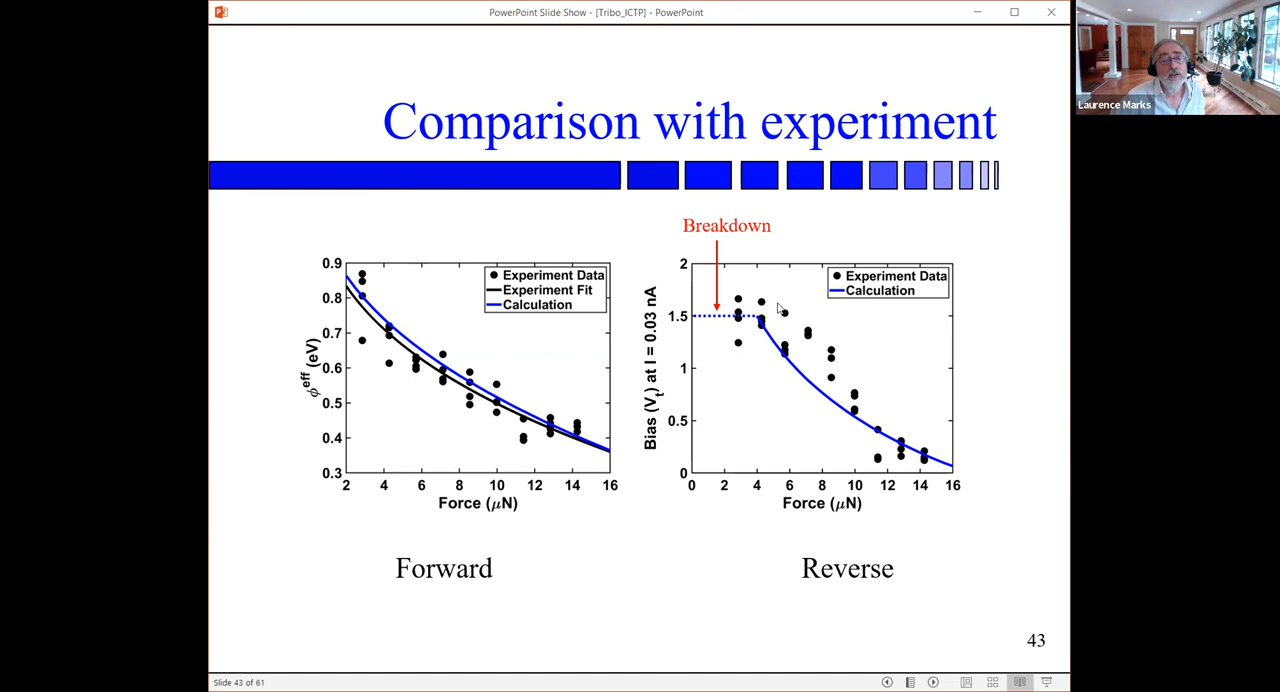 PowerPoint Slide Show - [Tribo_ICTP] - PowerPoint
Laurence Marks
Comparison with experiment
Breakdown
0.9
0.8
0.7
0.6
0.5
0.4
0.3
ϕeff (eV)
Experiment Data
Experiment Fit
Calculation
2 4 6 8 10 12 14 16
Force (μN)
2
1.5
1
0.5
0
Bias (Vt) at I = 0.03 nA
Experiment Data
Calculation
0 2 4 6 8 10 12 14 16
Force (μN)
Forward
Reverse
43
Slide 43 of 61